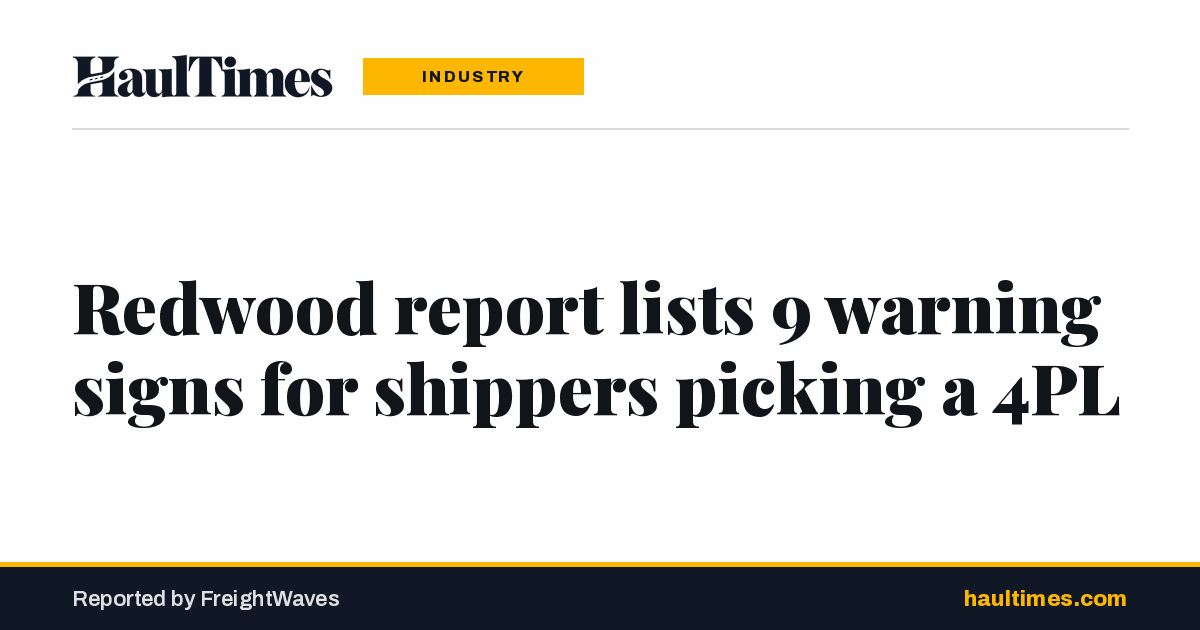 HaulTimes
INDUSTRY
Redwood report lists 9 warning
signs for shippers picking a 4PL
Reported by FreightWaves
haultimes.com